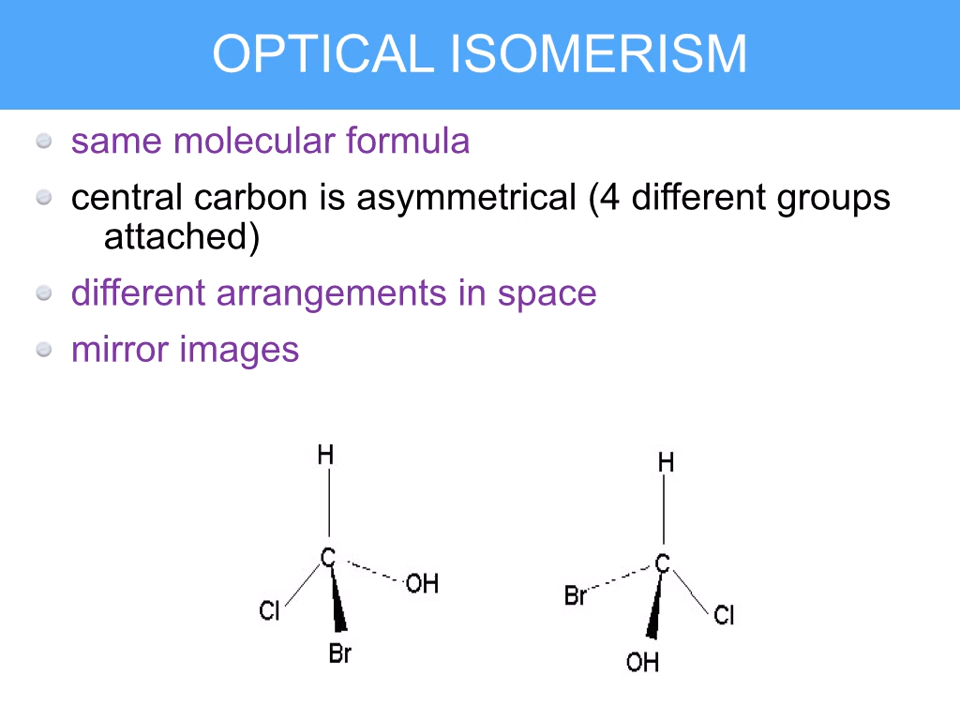 OPTICAL ISOMERISM
same molecular formula
central carbon is asymmetrical (4 different groups
attached)
different arrangements in space
mirror images
H
H
C
C
OH
Br
Cl
Cl
Br
OH